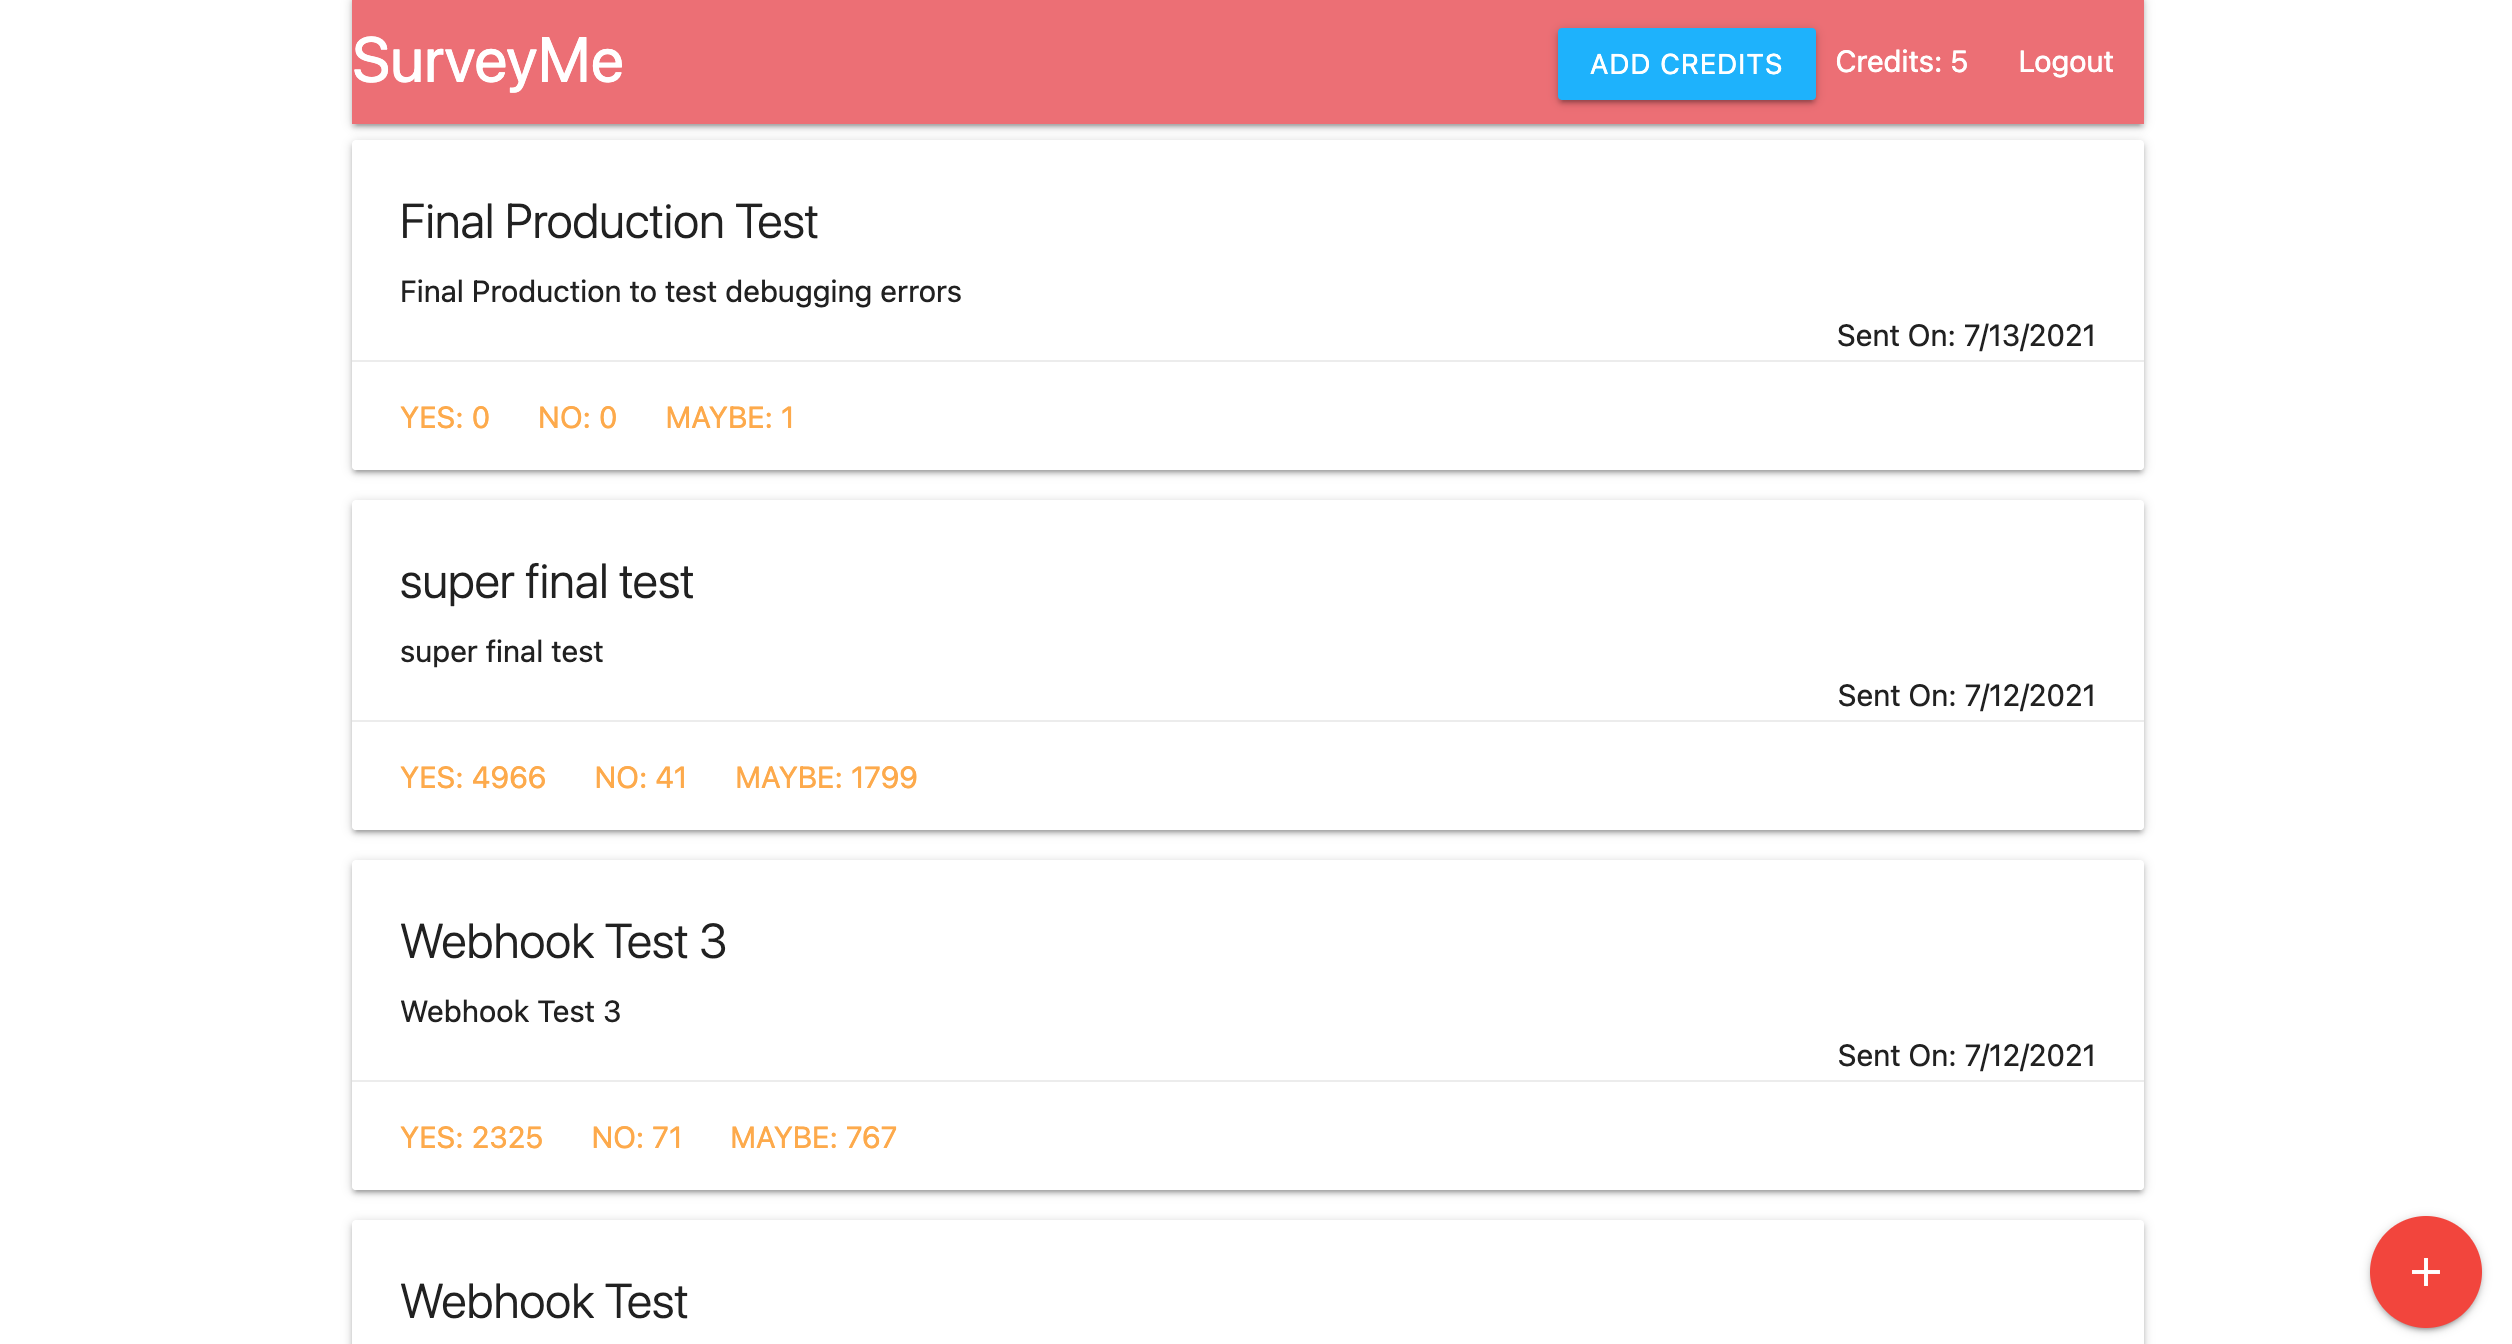 SurveyMe
ADD CREDITS Credits: 5 Logout
Final Production Test
Final Production to test debugging errors
Sent On: 7/13/2021
YES: 0 NO: 0 MAYBE: 1
super final test
super final test
Sent On: 7/12/2021
YES: 4966 NO: 41 MAYBE: 1799
Webhook Test 3
Webhook Test 3
Sent On: 7/12/2021
YES: 2325 NO: 71 MAYBE: 767
Webhook Test
+